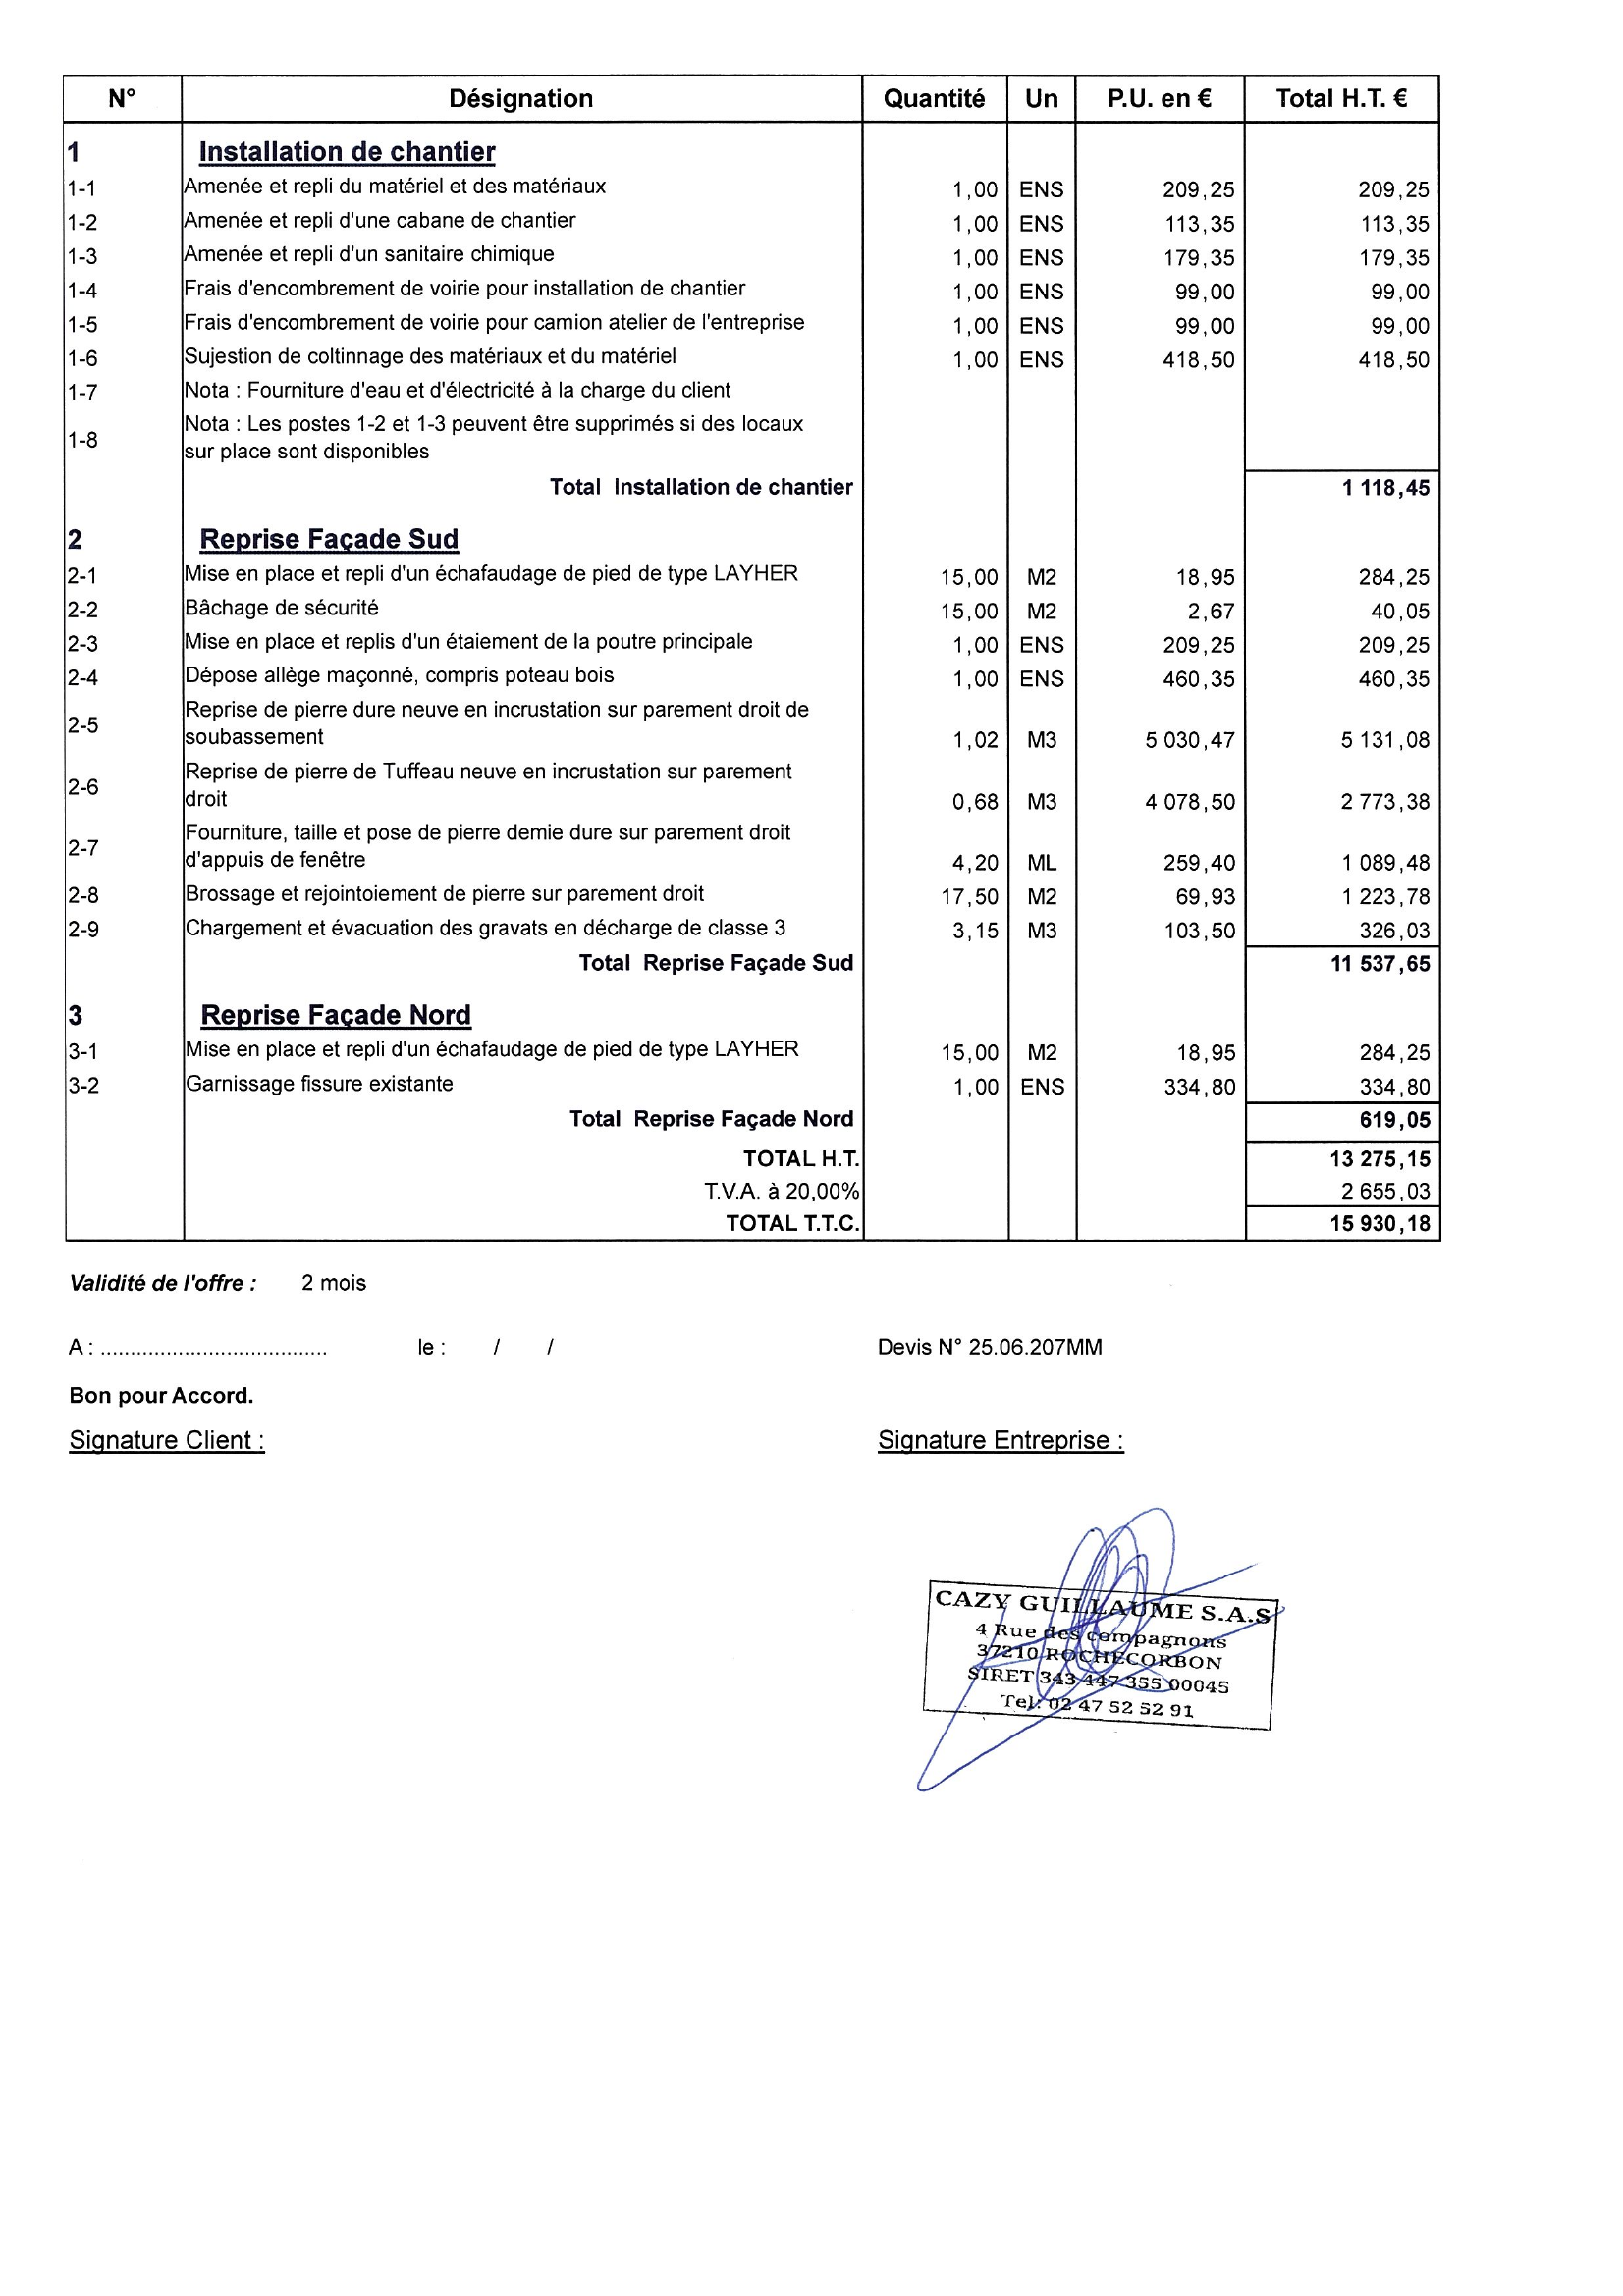 N° Désignation Quantité Un P.U. en € Total H.T. €
1 Installation de chantier
1-1 Amenée et repli du matériel et des matériaux 1,00 ENS 209,25 209,25
1-2 Amenée et repli d'une cabane de chantier 1,00 ENS 113,35 113,35
1-3 Amenée et repli d'un sanitaire chimique 1,00 ENS 179,35 179,35
1-4 Frais d'encombrement de voirie pour installation de chantier 1,00 ENS 99,00 99,00
1-5 Frais d'encombrement de voirie pour camion atelier de l'entreprise 1,00 ENS 99,00 99,00
1-6 Sujestion de coltinnage des matériaux et du matériel 1,00 ENS 418,50 418,50
1-7 Nota : Fourniture d'eau et d'électricité à la charge du client
1-8 Nota : Les postes 1-2 et 1-3 peuvent être supprimés si des locaux
sur place sont disponibles
Total Installation de chantier 1 118,45
2 Reprise Façade Sud
2-1 Mise en place et repli d'un échafaudage de pied de type LAYHER 15,00 M2 18,95 284,25
2-2 Bâchage de sécurité 15,00 M2 2,67 40,05
2-3 Mise en place et replis d'un étaiement de la poutre principale 1,00 ENS 209,25 209,25
2-4 Dépose allège maçonné, compris poteau bois 1,00 ENS 460,35 460,35
2-5 Reprise de pierre dure neuve en incrustation sur parement droit de
soubassement 1,02 M3 5 030,47 5 131,08
2-6 Reprise de pierre de Tuffeau neuve en incrustation sur parement
droit 0,68 M3 4 078,50 2 773,38
2-7 Fourniture, taille et pose de pierre demie dure sur parement droit
d'appuis de fenêtre 4,20 ML 259,40 1 089,48
2-8 Brossage et rejointoiement de pierre sur parement droit 17,50 M2 69,93 1 223,78
2-9 Chargement et évacuation des gravats en décharge de classe 3 3,15 M3 103,50 326,03
Total Reprise Façade Sud 11 537,65
3 Reprise Façade Nord
3-1 Mise en place et repli d'un échafaudage de pied de type LAYHER 15,00 M2 18,95 284,25
3-2 Garnissage fissure existante 1,00 ENS 334,80 334,80
Total Reprise Façade Nord 619,05
TOTAL H.T. 13 275,15
T.V.A. à 20,00% 2 655,03
TOTAL T.T.C. 15 930,18
Validité de l'offre : 2 mois
A : ...................................... le : / / Devis N° 25.06.207MM
Bon pour Accord.
Signature Client : Signature Entreprise :
CAZY GUILLAUME S.A.S
4 Rue des compagnons
37210 ROCHECORBON
SIRET 343 447 355 00045
Tel: 02 47 52 52 91